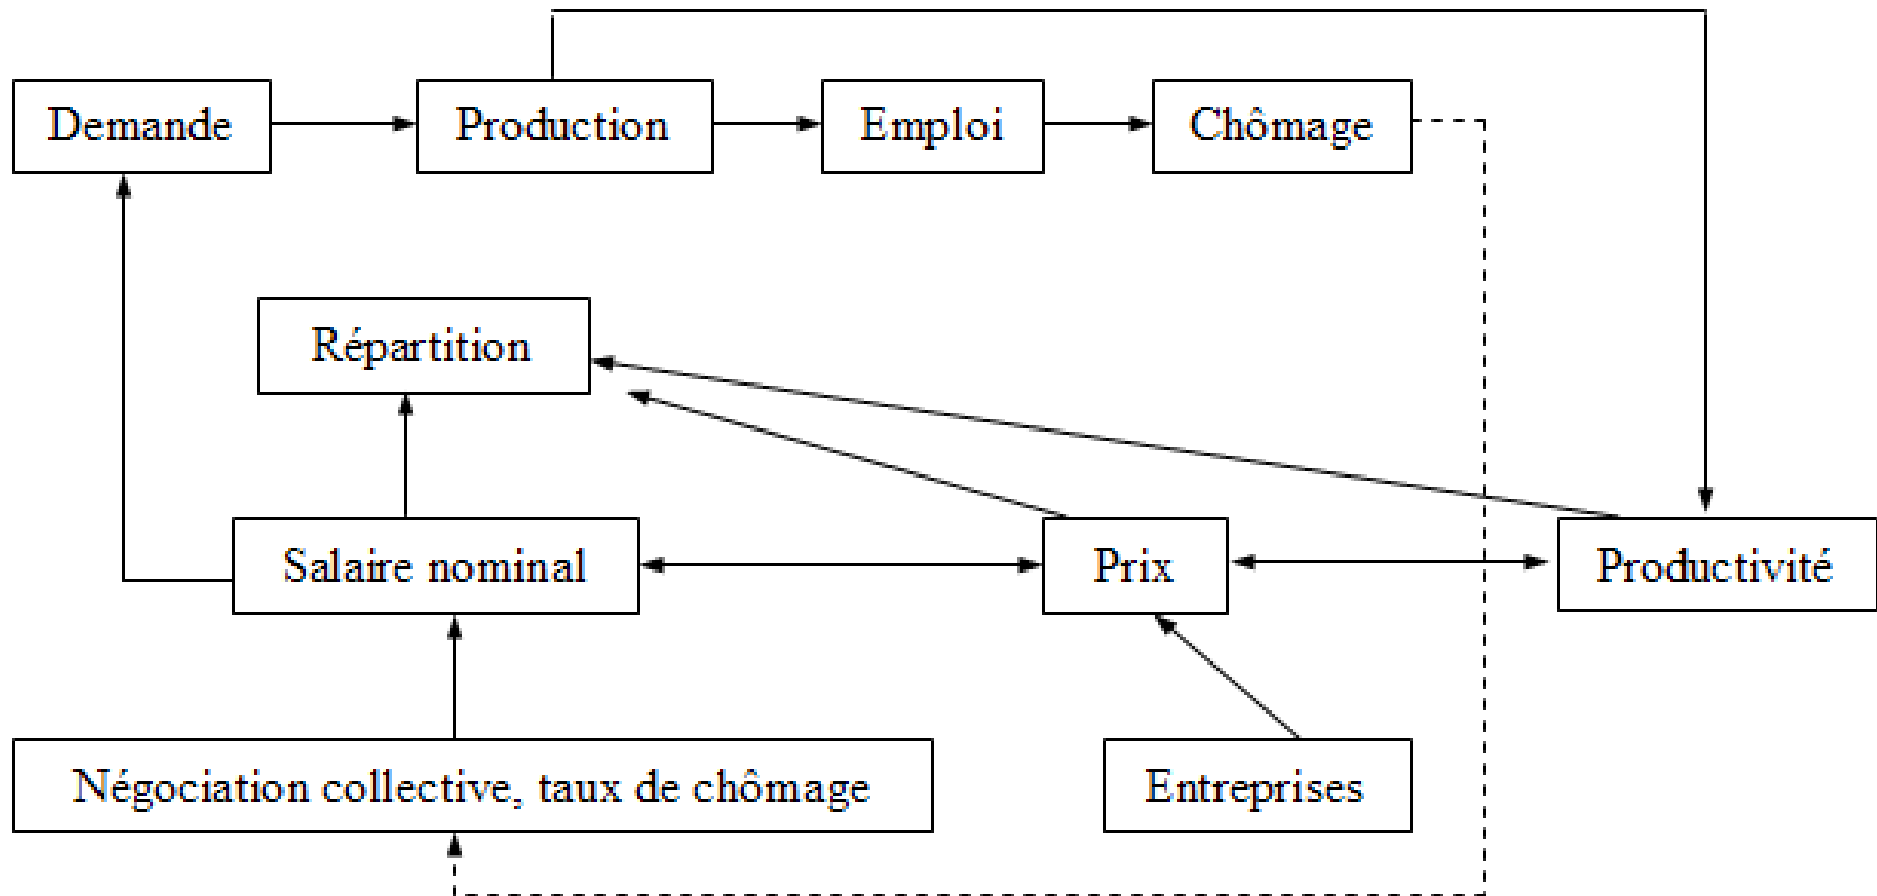 Demande
Production
Emploi
Chômage
Répartition
Salaire nominal
Prix
Productivité
Négociation collective, taux de chômage
Entreprises